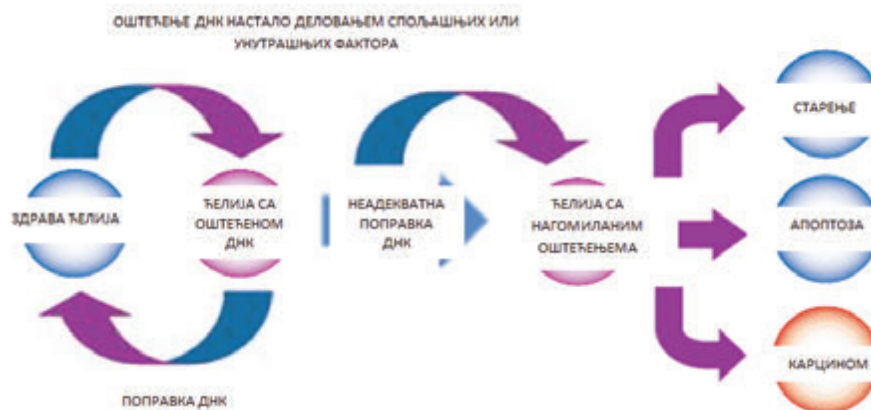 ОШТЕЋЕЊЕ ДНК НАСТАЛО ДЕЛОВАЊЕМ СПОЉАШЊИХ ИЛИ
УНУТРАШЊИХ ФАКТОРА
ЗДРАВА ЋЕЛИЈА
ЋЕЛИЈА СА
ОШТЕЋЕНОМ
ДНК
НЕАДЕКВАТНА
ПОПРАВКА
ДНК
ЋЕЛИЈА СА
НАГОМИЛАНИМ
ОШТЕЋЕЊЕМА
СТАРЕЊЕ
АПОПТОЗА
КАРЦИНОМ
ПОПРАВКА ДНК